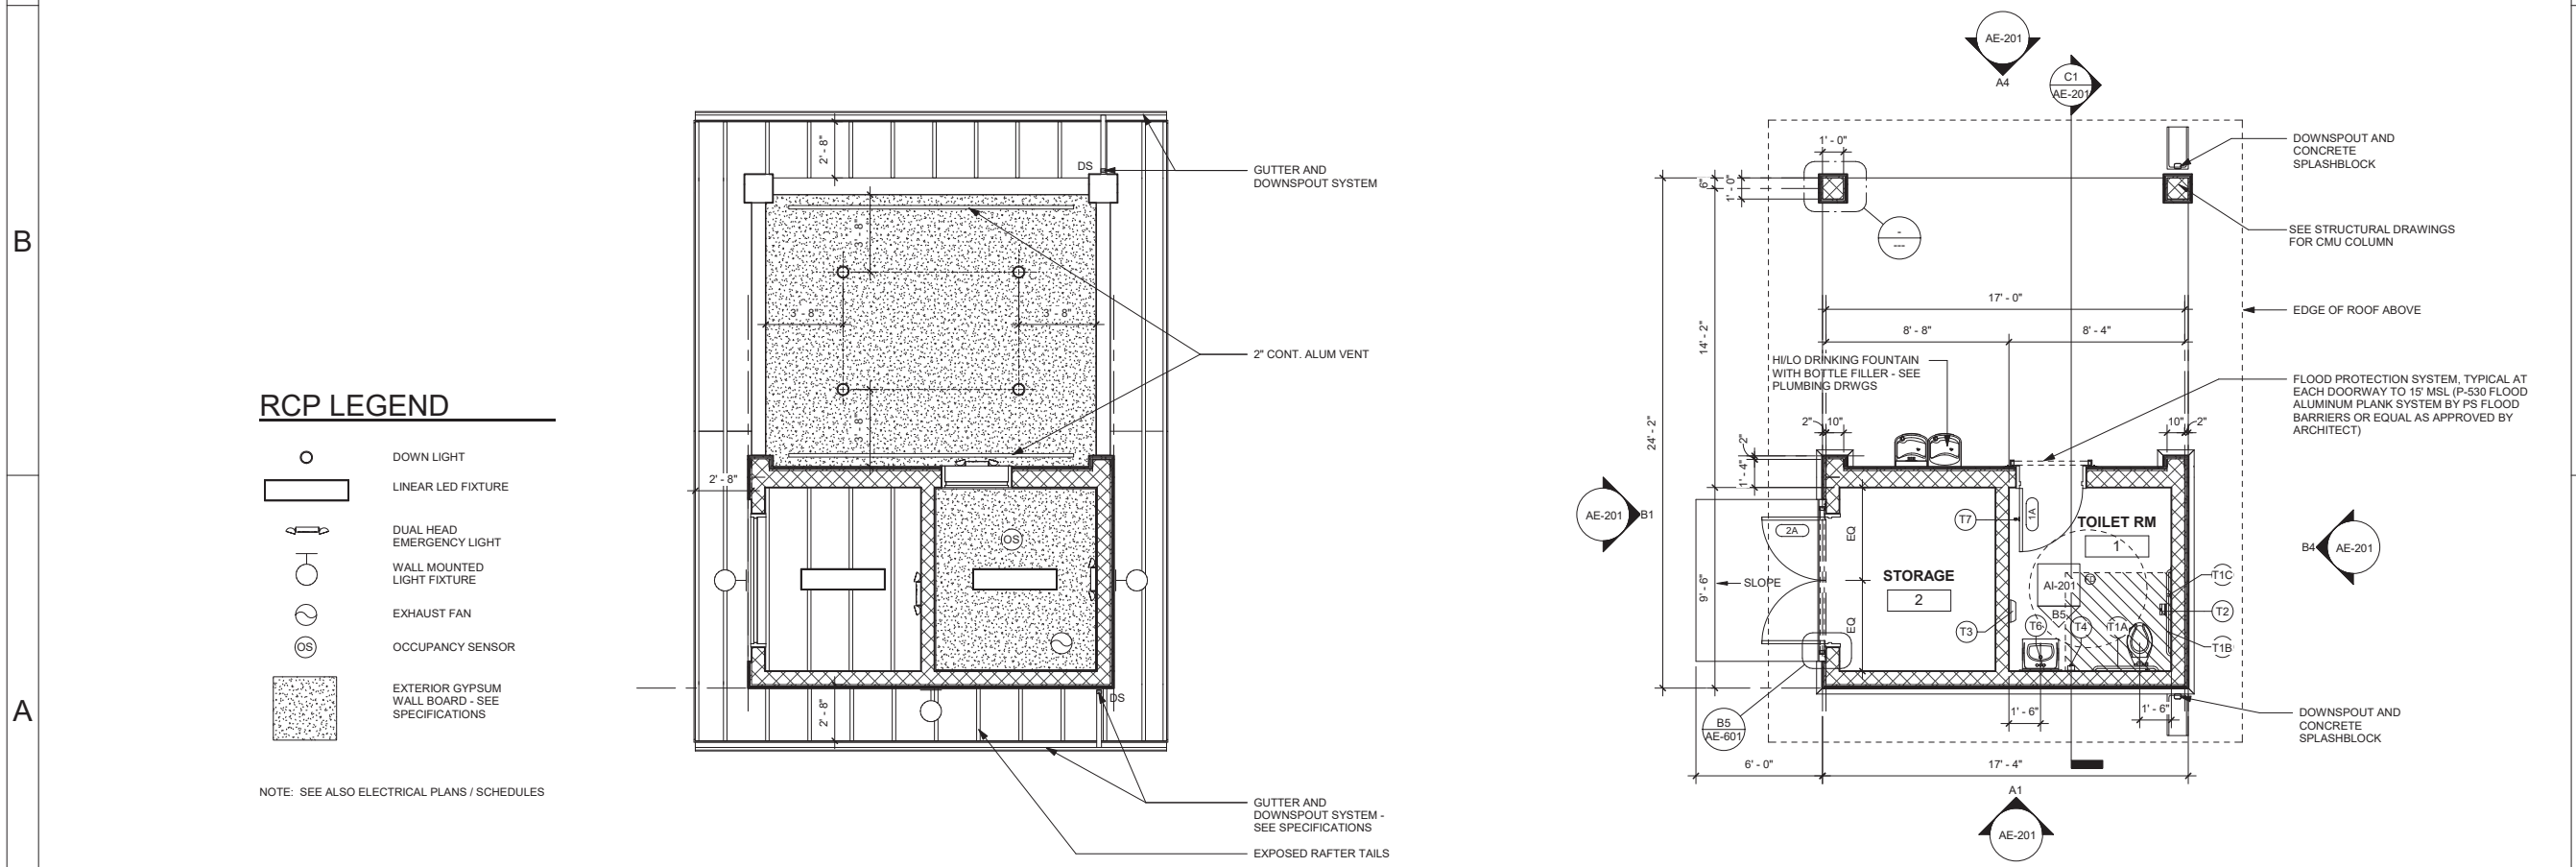 B
A
RCP LEGEND
DOWN LIGHT
LINEAR LED FIXTURE
DUAL HEAD
EMERGENCY LIGHT
WALL MOUNTED
LIGHT FIXTURE
EXHAUST FAN
OS
OCCUPANCY SENSOR
EXTERIOR GYPSUM
WALL BOARD - SEE
SPECIFICATIONS
NOTE: SEE ALSO ELECTRICAL PLANS / SCHEDULES
2' - 8"
DS
3' - 8"
3' - 8"
3' - 8"
3' - 8"
2' - 8"
OS
DS
2' - 8"
GUTTER AND
DOWNSPOUT SYSTEM
2" CONT. ALUM VENT
GUTTER AND
DOWNSPOUT SYSTEM -
SEE SPECIFICATIONS
EXPOSED RAFTER TAILS
AE-201
A4
C1
AE-201
1' - 0"
6"
1' - 0"
-
---
DOWNSPOUT AND
CONCRETE
SPLASHBLOCK
SEE STRUCTURAL DRAWINGS
FOR CMU COLUMN
17' - 0"
EDGE OF ROOF ABOVE
8' - 8"
8' - 4"
14' - 2"
24' - 2"
HI/LO DRINKING FOUNTAIN
WITH BOTTLE FILLER - SEE
PLUMBING DRWGS
FLOOD PROTECTION SYSTEM, TYPICAL AT
EACH DOORWAY TO 15' MSL (P-530 FLOOD
ALUMINUM PLANK SYSTEM BY PS FLOOD
BARRIERS OR EQUAL AS APPROVED BY
ARCHITECT)
2"
10"
10"
2"
2"
1' - 4"
AE-201
B1
2A
EQ
T7
1A
TOILET RM
1
B4
AE-201
9' - 6"
SLOPE
STORAGE
2
AI-201
FD
B5
T1C
T2
EQ
T3
T6
T4
T1A
T1B
B5
AE-601
1' - 6"
1' - 6"
DOWNSPOUT AND
CONCRETE
SPLASHBLOCK
6' - 0"
17' - 4"
A1
AE-201